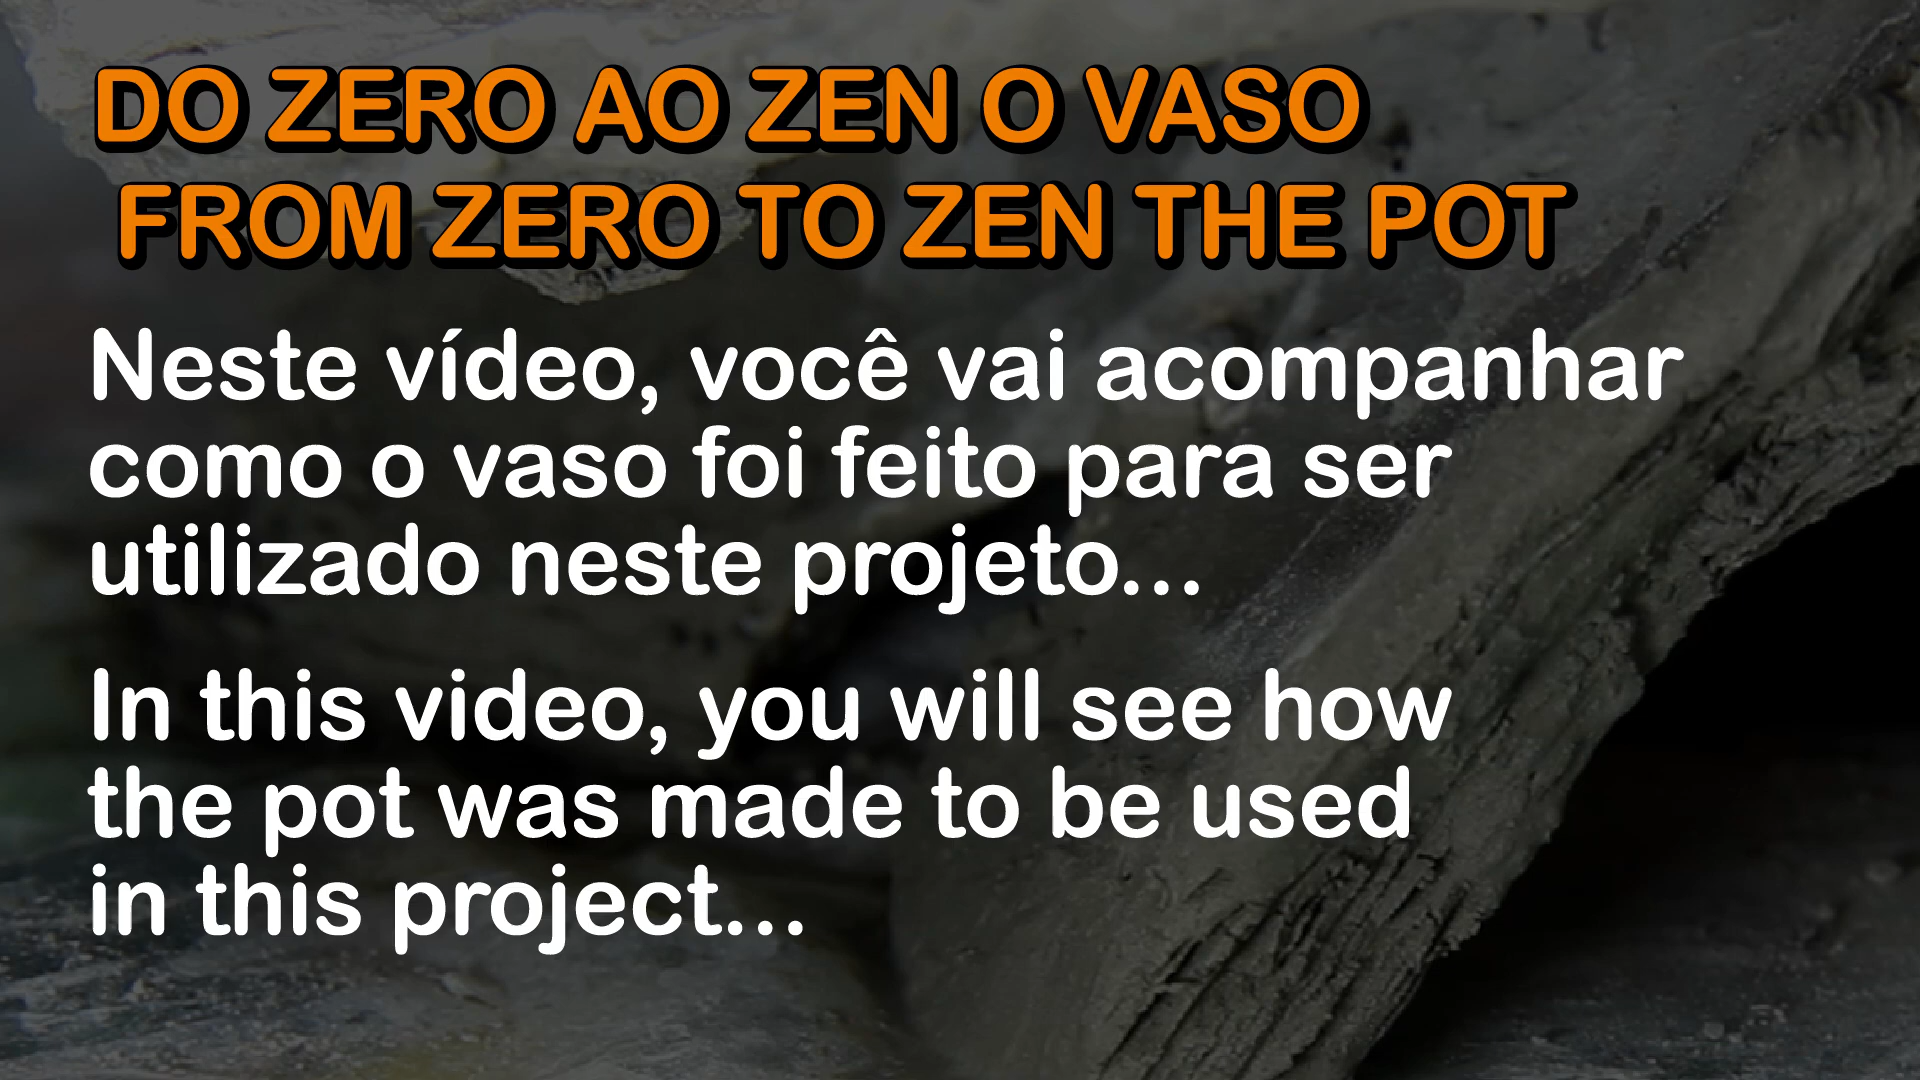 DO ZERO AO ZEN O VASO
FROM ZERO TO ZEN THE POT
Neste vídeo, você vai acompanhar
como o vaso foi feito para ser
utilizado neste projeto...
In this video, you will see how
the pot was made to be used
in this project...